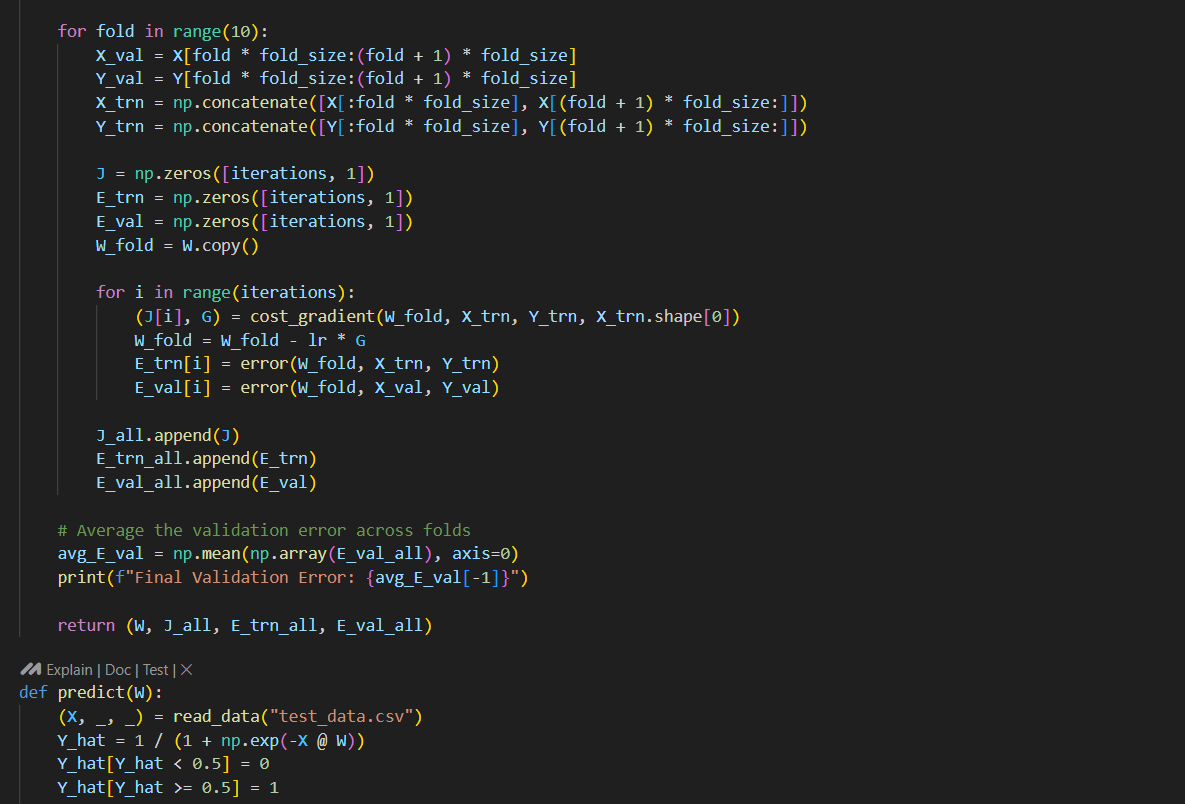 for fold in range(10):
X_val = X[fold * fold_size:(fold + 1) * fold_size]
Y_val = Y[fold * fold_size:(fold + 1) * fold_size]
X_trn = np.concatenate([X[:fold * fold_size], X[(fold + 1) * fold_size:]])
Y_trn = np.concatenate([Y[:fold * fold_size], Y[(fold + 1) * fold_size:]])
J = np.zeros([iterations, 1])
E_trn = np.zeros([iterations, 1])
E_val = np.zeros([iterations, 1])
W_fold = W.copy()
for i in range(iterations):
(J[i], G) = cost_gradient(W_fold, X_trn, Y_trn, X_trn.shape[0])
W_fold = W_fold - lr * G
E_trn[i] = error(W_fold, X_trn, Y_trn)
E_val[i] = error(W_fold, X_val, Y_val)
J_all.append(J)
E_trn_all.append(E_trn)
E_val_all.append(E_val)
# Average the validation error across folds
avg_E_val = np.mean(np.array(E_val_all), axis=0)
print(f"Final Validation Error: {avg_E_val[-1]}")
return (W, J_all, E_trn_all, E_val_all)
Explain | Doc | Test | X
def predict(W):
(X, _, _) = read_data("test_data.csv")
Y_hat = 1 / (1 + np.exp(-X @ W))
Y_hat[Y_hat < 0.5] = 0
Y_hat[Y_hat >= 0.5] = 1